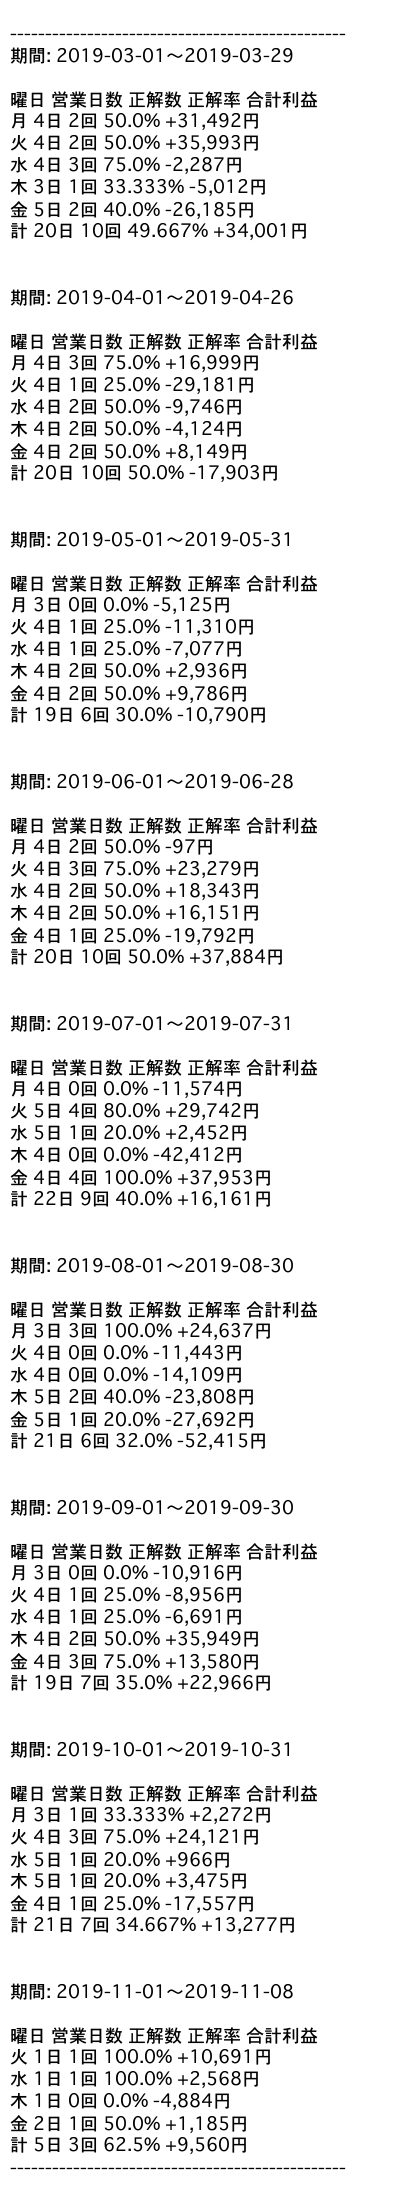 ------------------------------------------------
期間: 2019-03-01〜2019-03-29
曜日 営業日数 正解数 正解率 合計利益
月 4日 2回 50.0% +31,492円
火 4日 2回 50.0% +35,993円
水 4日 3回 75.0% -2,287円
木 3日 1回 33.333% -5,012円
金 5日 2回 40.0% -26,185円
計 20日 10回 49.667% +34,001円
期間: 2019-04-01〜2019-04-26
曜日 営業日数 正解数 正解率 合計利益
月 4日 3回 75.0% +16,999円
火 4日 1回 25.0% -29,181円
水 4日 2回 50.0% -9,746円
木 4日 2回 50.0% -4,124円
金 4日 2回 50.0% +8,149円
計 20日 10回 50.0% -17,903円
期間: 2019-05-01〜2019-05-31
曜日 営業日数 正解数 正解率 合計利益
月 3日 0回 0.0% -5,125円
火 4日 1回 25.0% -11,310円
水 4日 1回 25.0% -7,077円
木 4日 2回 50.0% +2,936円
金 4日 2回 50.0% +9,786円
計 19日 6回 30.0% -10,790円
期間: 2019-06-01〜2019-06-28
曜日 営業日数 正解数 正解率 合計利益
月 4日 2回 50.0% -97円
火 4日 3回 75.0% +23,279円
水 4日 2回 50.0% +18,343円
木 4日 2回 50.0% +16,151円
金 4日 1回 25.0% -19,792円
計 20日 10回 50.0% +37,884円
期間: 2019-07-01〜2019-07-31
曜日 営業日数 正解数 正解率 合計利益
月 4日 0回 0.0% -11,574円
火 5日 4回 80.0% +29,742円
水 5日 1回 20.0% +2,452円
木 4日 0回 0.0% -42,412円
金 4日 4回 100.0% +37,953円
計 22日 9回 40.0% +16,161円
期間: 2019-08-01〜2019-08-30
曜日 営業日数 正解数 正解率 合計利益
月 3日 3回 100.0% +24,637円
火 4日 0回 0.0% -11,443円
水 4日 0回 0.0% -14,109円
木 5日 2回 40.0% -23,808円
金 5日 1回 20.0% -27,692円
計 21日 6回 32.0% -52,415円
期間: 2019-09-01〜2019-09-30
曜日 営業日数 正解数 正解率 合計利益
月 3日 0回 0.0% -10,916円
火 4日 1回 25.0% -8,956円
水 4日 1回 25.0% -6,691円
木 4日 2回 50.0% +35,949円
金 4日 3回 75.0% +13,580円
計 19日 7回 35.0% +22,966円
期間: 2019-10-01〜2019-10-31
曜日 営業日数 正解数 正解率 合計利益
月 3日 1回 33.333% +2,272円
火 4日 3回 75.0% +24,121円
水 5日 1回 20.0% +966円
木 5日 1回 20.0% +3,475円
金 4日 1回 25.0% -17,557円
計 21日 7回 34.667% +13,277円
期間: 2019-11-01〜2019-11-08
曜日 営業日数 正解数 正解率 合計利益
火 1日 1回 100.0% +10,691円
水 1日 1回 100.0% +2,568円
木 1日 0回 0.0% -4,884円
金 2日 1回 50.0% +1,185円
計 5日 3回 62.5% +9,560円
------------------------------------------------